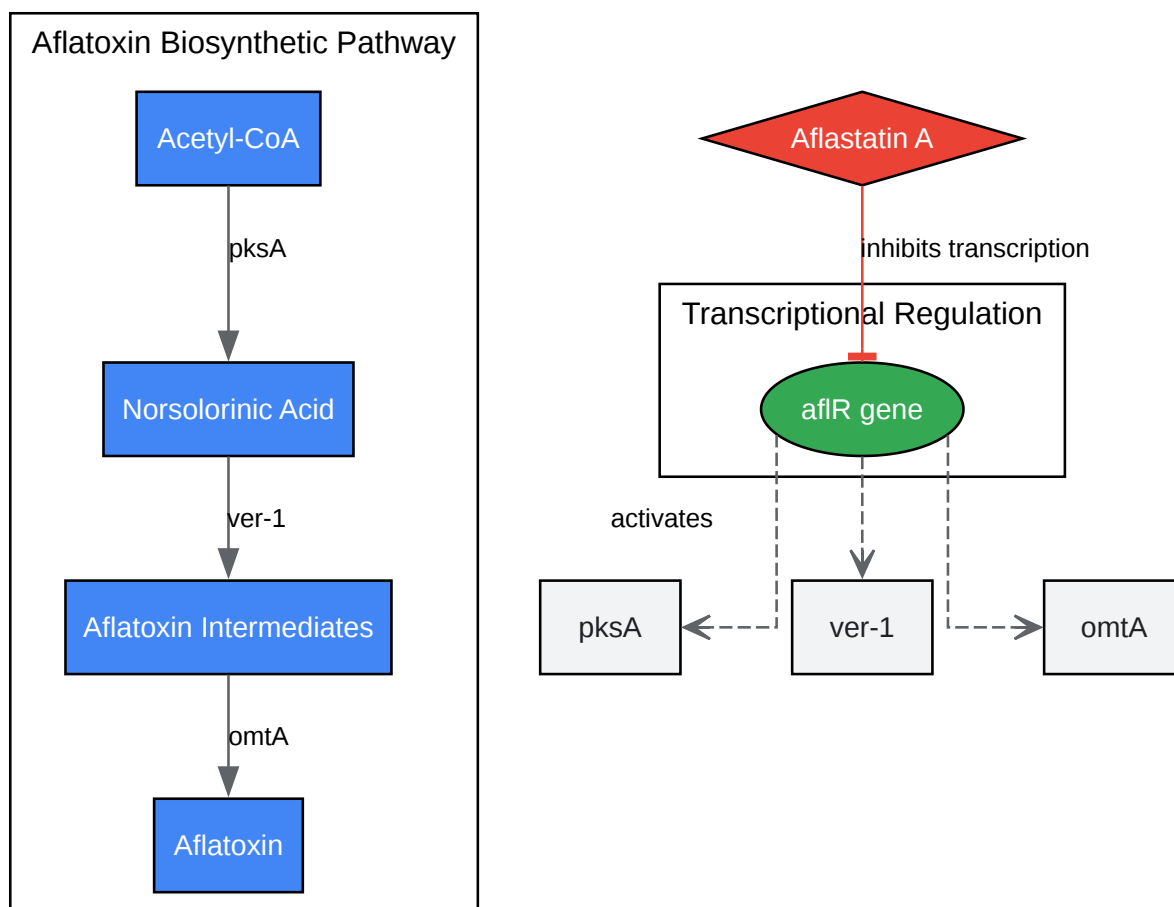 Aflatoxin Biosynthetic Pathway
Acetyl-CoA
pksA
Norsolorinic Acid
ver-1
Aflatoxin Intermediates
omtA
Aflatoxin
Aflastatin A
inhibits transcription
Transcriptional Regulation
aflR gene
activates
pksA
ver-1
omtA